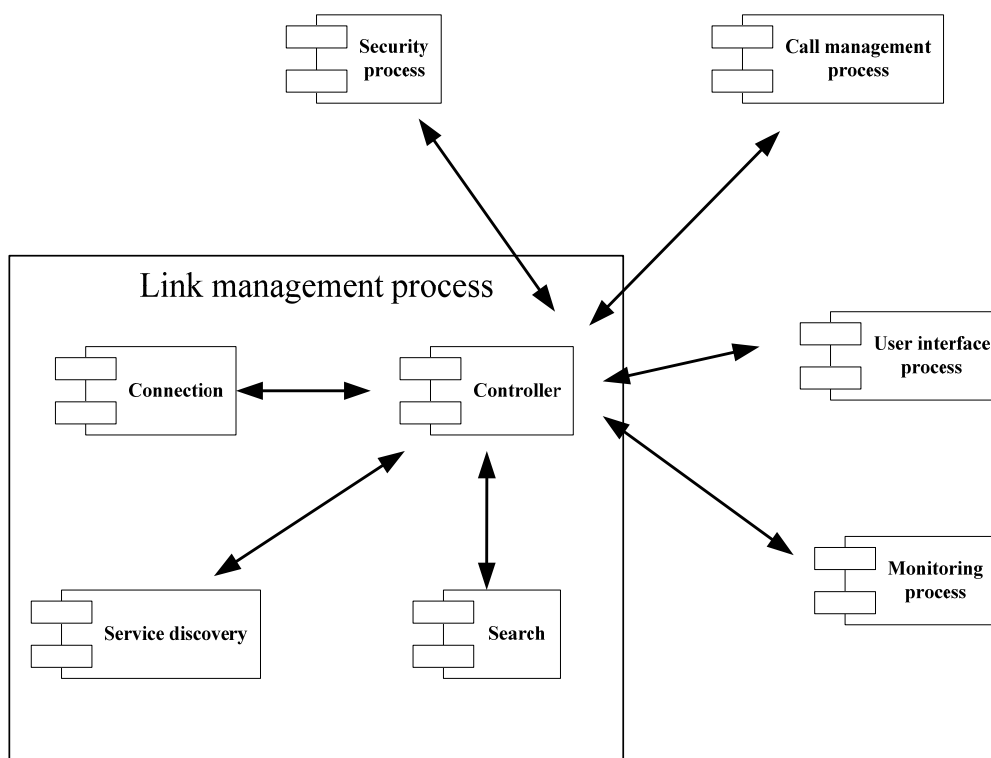 Security
process
Call management
process
Link management process
User interface
process
Connection
Controller
Monitoring
process
Service discovery
Search